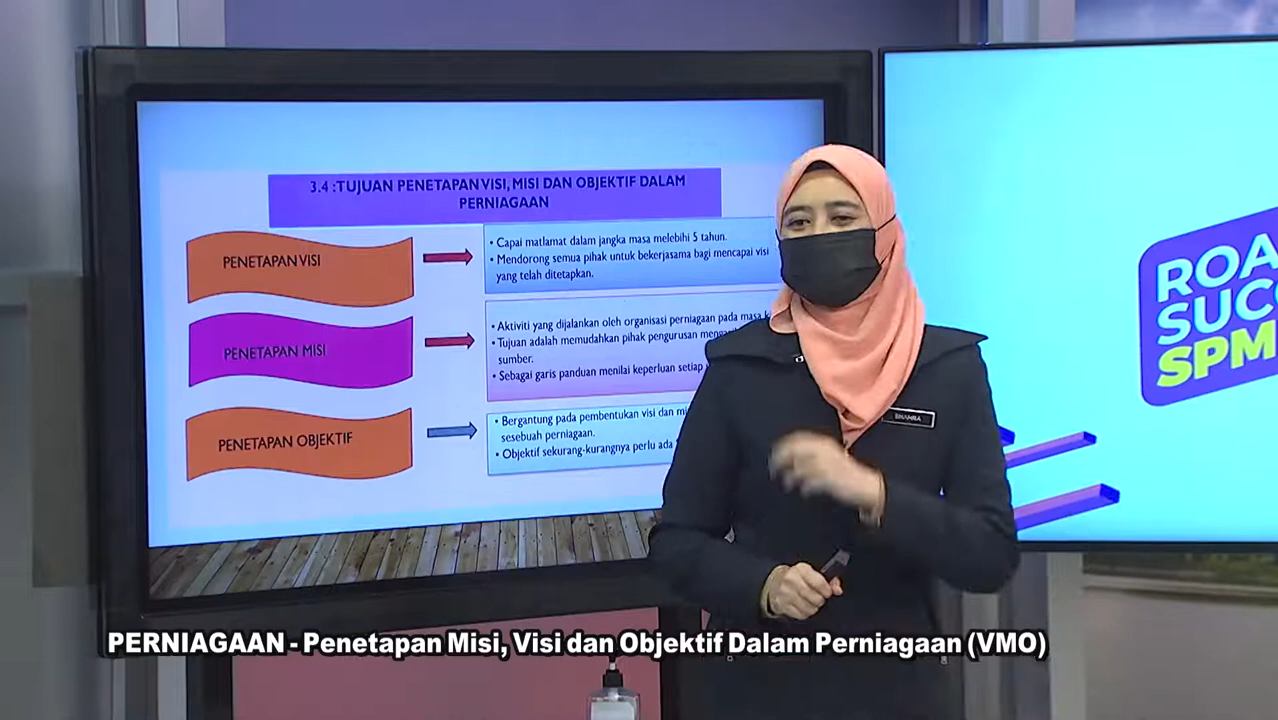 3.4 :TUJUAN PENETAPAN VISI, MISI DAN OBJEKTIF DALAM
PERNIAGAAN
PENETAPAN VISI
• Capai matlamat dalam jangka masa melebihi 5 tahun.
• Mendorong semua pihak untuk bekerjasama bagi mencapai visi
yang telah ditetapkan.
PENETAPAN MISI
• Aktiviti yang dijalankan oleh organisasi perniagaan pada masa
• Tujuan adalah memudahkan pihak pengurusan
sumber.
• Sebagai garis panduan menilai keperluan setiap
PENETAPAN OBJEKTIF
• Bergantung pada pembentukan visi dan
sesebuah perniagaan.
• Objektif sekurang-kurangnya perlu ada
ROA
SUC
SPM
PERNIAGAAN - Penetapan Misi, Visi dan Objektif Dalam Perniagaan (VMO)